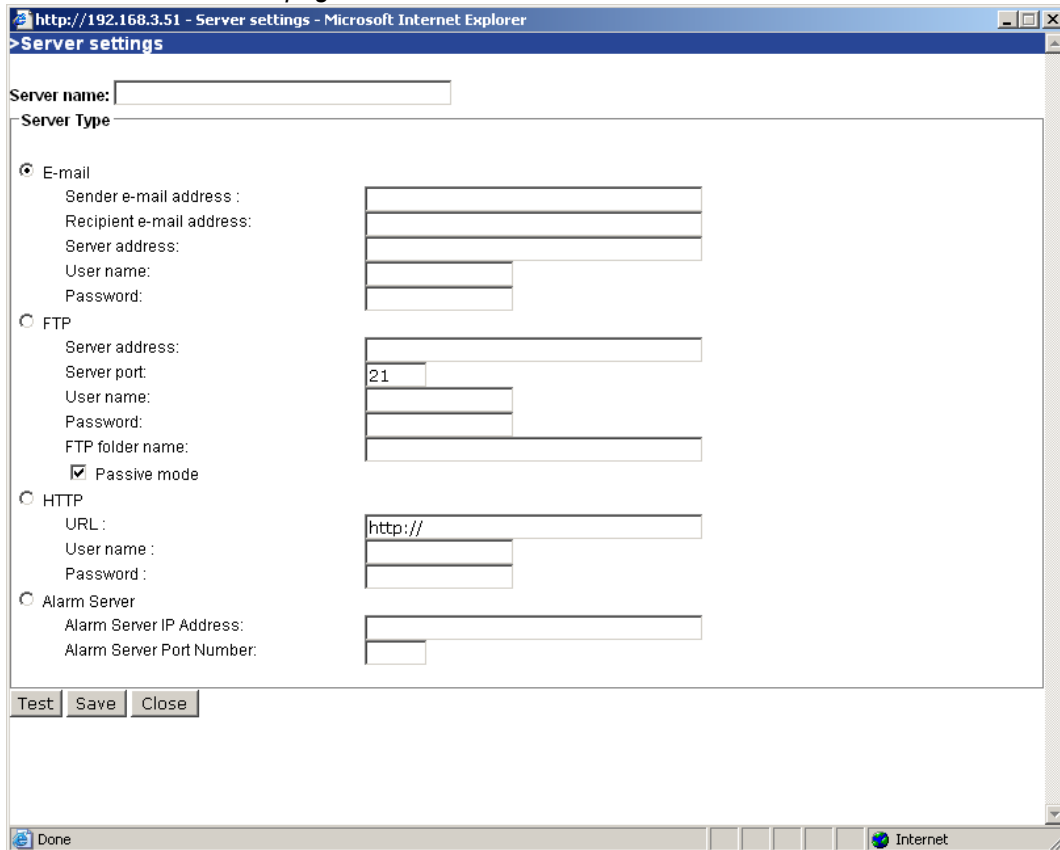 http://192.168.3.51 - Server settings - Microsoft Internet Explorer
>Server settings
Server name:
Server Type
E-mail
Sender e-mail address :
Recipient e-mail address:
Server address:
User name:
Password:
FTP
Server address:
Server port: 21
User name:
Password:
FTP folder name:
Passive mode
HTTP
URL : http://
User name :
Password :
Alarm Server
Alarm Server IP Address:
Alarm Server Port Number:
Test Save Close
Done Internet